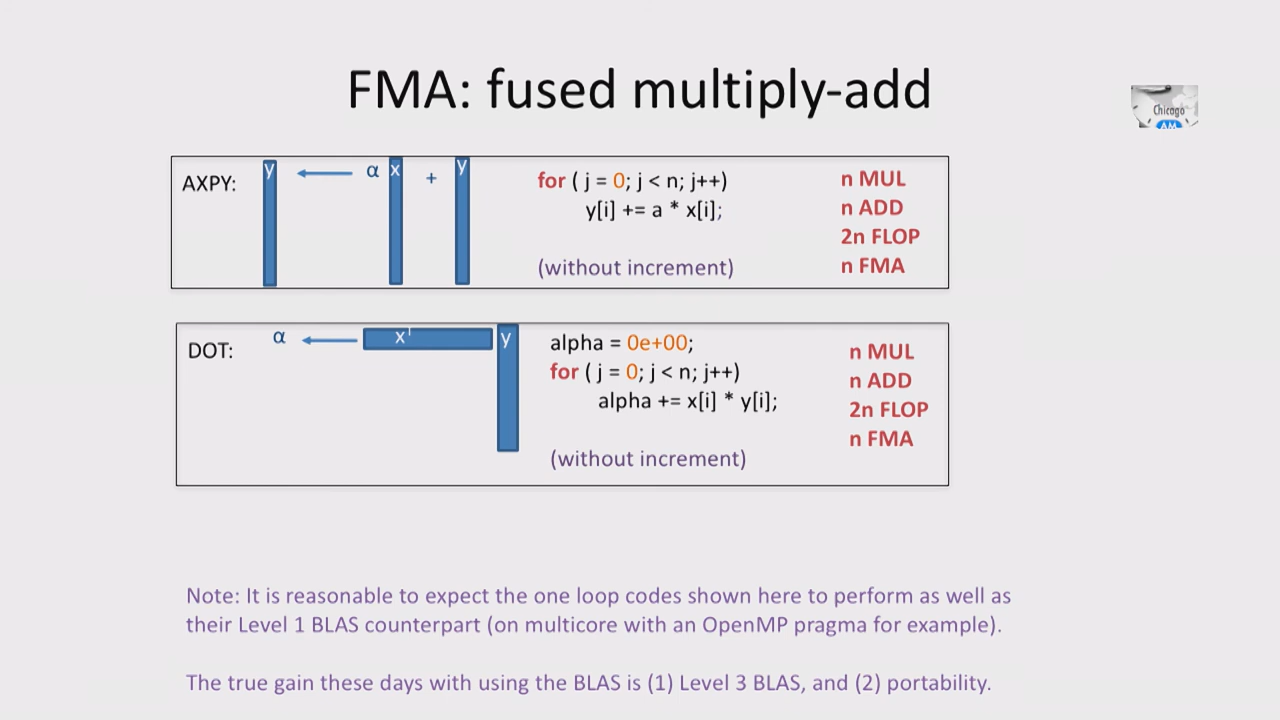 FMA: fused multiply-add
Chicago
AM
AXPY: y α x + y
for ( j = 0; j < n; j++)
y[i] += a * x[i];
(without increment)
n MUL
n ADD
2n FLOP
n FMA
DOT: α x' y
alpha = 0e+00;
for ( j = 0; j < n; j++)
alpha += x[i] * y[i];
(without increment)
n MUL
n ADD
2n FLOP
n FMA
Note: It is reasonable to expect the one loop codes shown here to perform as well as
their Level 1 BLAS counterpart (on multicore with an OpenMP pragma for example).
The true gain these days with using the BLAS is (1) Level 3 BLAS, and (2) portability.